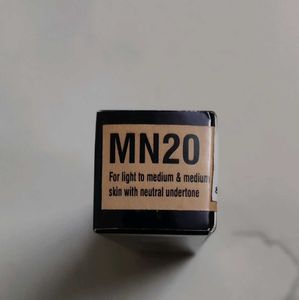 MN20
For light to medium & medium
skin with neutral undertone